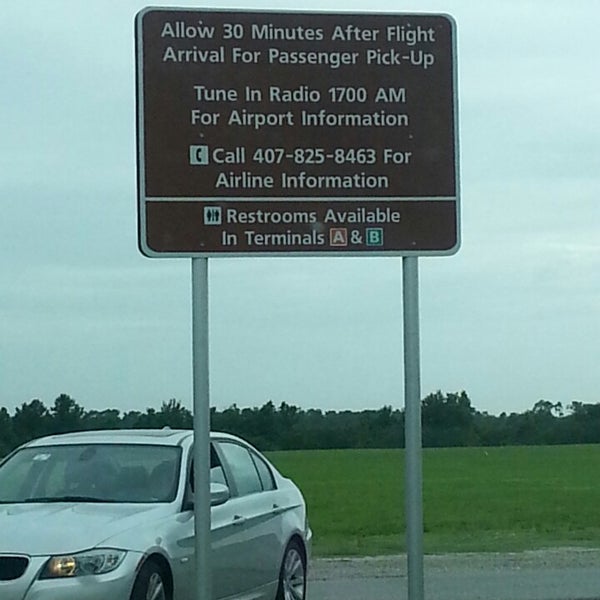 Allow 30 Minutes After Flight
Arrival For Passenger Pick-Up
Tune In Radio 1700 AM
For Airport Information
Call 407-825-8463 For
Airline Information
Restrooms Available
In Terminals A & B